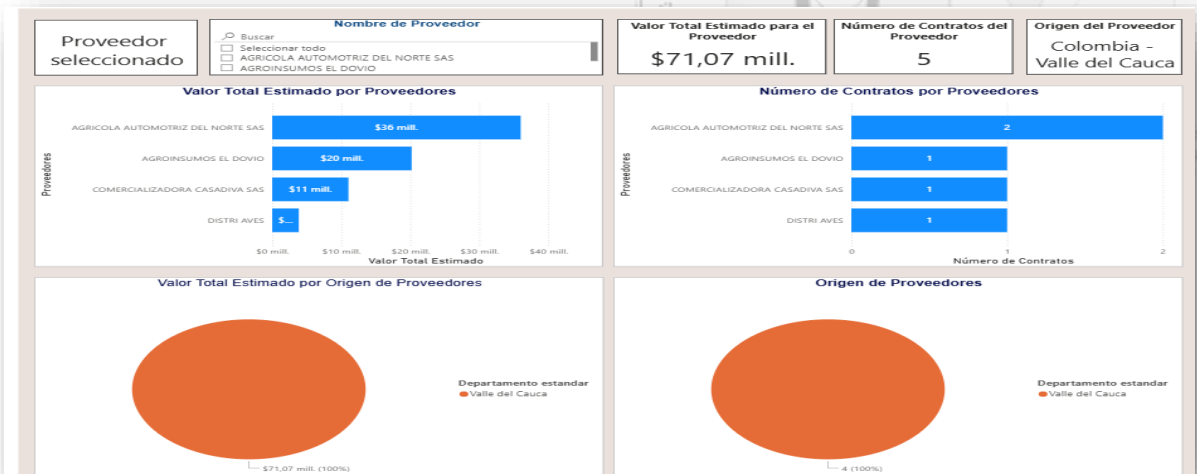 Proveedor
seleccionado
Nombre de Proveedor
Buscar
Seleccionar todo
AGRICOLA AUTOMOTRIZ DEL NORTE SAS
AGROINSUMOS EL DOVIO
Valor Total Estimado para el
Proveedor
$71,07 mill.
Número de Contratos del
Proveedor
5
Origen del Proveedor
Colombia -
Valle del Cauca
Valor Total Estimado por Proveedores
Proveedores
AGRICOLA AUTOMOTRIZ DEL NORTE SAS
$36 mill.
AGROINSUMOS EL DOVIO
$20 mill.
COMERCIALIZADORA CASADIVA SAS
$11 mill.
DISTRI AVES
$...
$0 mill. $10 mill. $20 mill. $30 mill. $40 mill.
Valor Total Estimado
Número de Contratos por Proveedores
Proveedores
AGRICOLA AUTOMOTRIZ DEL NORTE SAS
2
AGROINSUMOS EL DOVIO
1
COMERCIALIZADORA CASADIVA SAS
1
DISTRI AVES
1
0 1 2
Número de Contratos
Valor Total Estimado por Origen de Proveedores
Departamento estandar
Valle del Cauca
$71,07 mill. (100%)
Origen de Proveedores
Departamento estandar
Valle del Cauca
4 (100%)